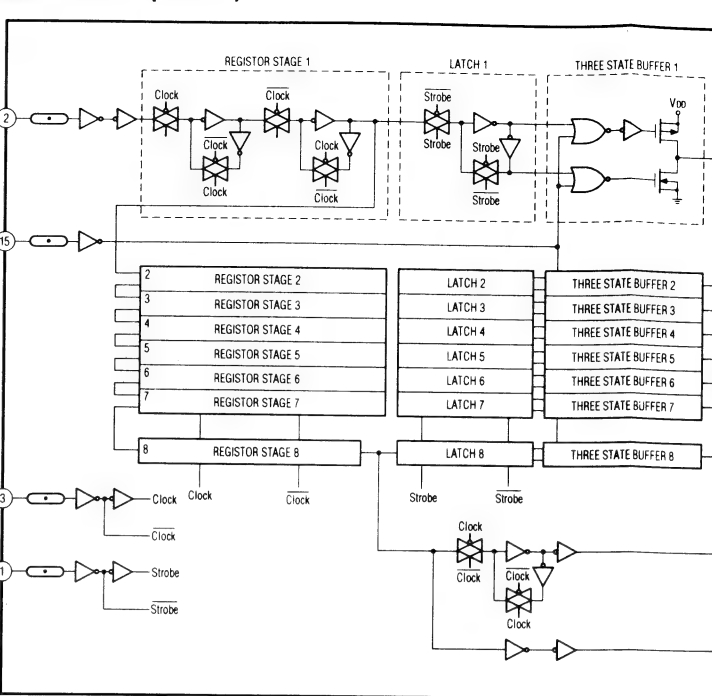 REGISTOR STAGE 1
LATCH 1
THREE STATE BUFFER 1
2
Clock
Clock
Clock
Clock
Clock
Clock
Strobe
Strobe
Strobe
Strobe
VDD
15
2 REGISTOR STAGE 2
LATCH 2
THREE STATE BUFFER 2
3 REGISTOR STAGE 3
LATCH 3
THREE STATE BUFFER 3
4 REGISTOR STAGE 4
LATCH 4
THREE STATE BUFFER 4
5 REGISTOR STAGE 5
LATCH 5
THREE STATE BUFFER 5
6 REGISTOR STAGE 6
LATCH 6
THREE STATE BUFFER 6
7 REGISTOR STAGE 7
LATCH 7
THREE STATE BUFFER 7
8 REGISTOR STAGE 8
LATCH 8
THREE STATE BUFFER 8
3
Clock
Clock
Clock
Clock
Strobe
Strobe
1
Strobe
Strobe
Clock
Clock
Clock
Clock